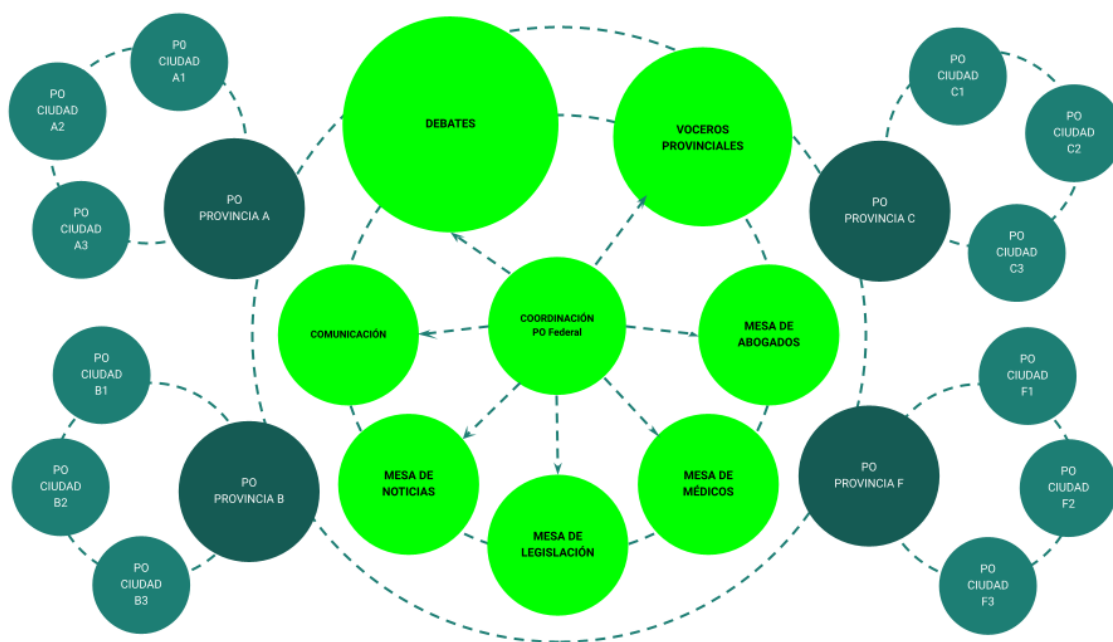 P0
CIUDAD
A1
PO
CIUDAD
A2
PO
CIUDAD
A3
PO
PROVINCIA A
DEBATES
VOCEROS
PROVINCIALES
PO
CIUDAD
C1
PO
CIUDAD
C2
PO
CIUDAD
C3
PO
PROVINCIA C
COMUNICACIÓN
COORDINACIÓN
PO Federal
MESA DE
ABOGADOS
PO
CIUDAD
B1
PO
CIUDAD
B2
PO
CIUDAD
B3
PO
PROVINCIA B
MESA DE
NOTICIAS
MESA DE
LEGISLACIÓN
MESA DE
MÉDICOS
PO
PROVINCIA F
PO
CIUDAD
F1
PO
CIUDAD
F2
PO
CIUDAD
F3